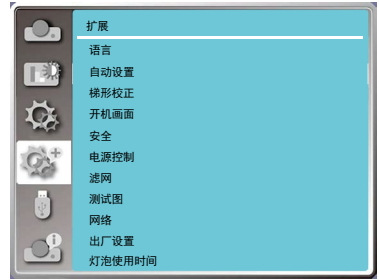 扩展
语言
自动设置
梯形校正
开机画面
安全
电源控制
滤网
测试图
网络
出厂设置
灯泡使用时间